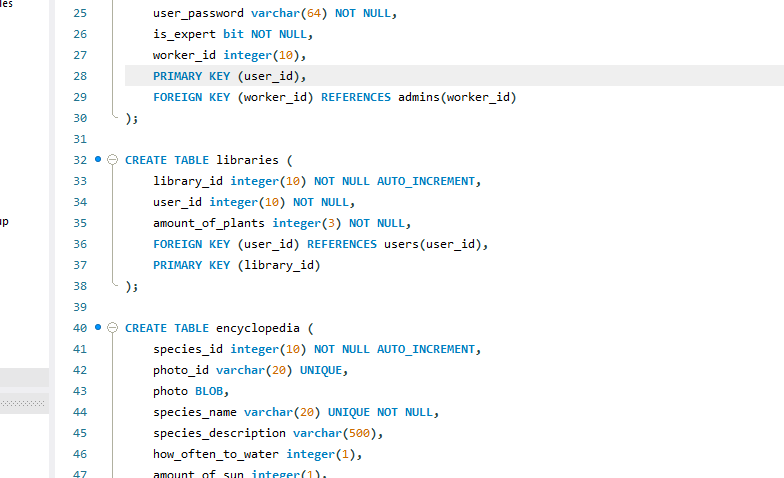 les
25 user_password varchar(64) NOT NULL,
26 is_expert bit NOT NULL,
27 worker_id integer(10),
28 PRIMARY KEY (user_id),
29 FOREIGN KEY (worker_id) REFERENCES admins(worker_id)
30 );
31
32 CREATE TABLE libraries (
33 library_id integer(10) NOT NULL AUTO_INCREMENT,
34 user_id integer(10) NOT NULL,
up
35 amount_of_plants integer(3) NOT NULL,
36 FOREIGN KEY (user_id) REFERENCES users(user_id),
37 PRIMARY KEY (library_id)
38 );
39
40 CREATE TABLE encyclopedia (
41 species_id integer(10) NOT NULL AUTO_INCREMENT,
42 photo_id varchar(20) UNIQUE,
43 photo BLOB,
44 species_name varchar(20) UNIQUE NOT NULL,
45 species_description varchar(500),
46 how_often_to_water integer(1),
47 amount_of_sun integer(1),